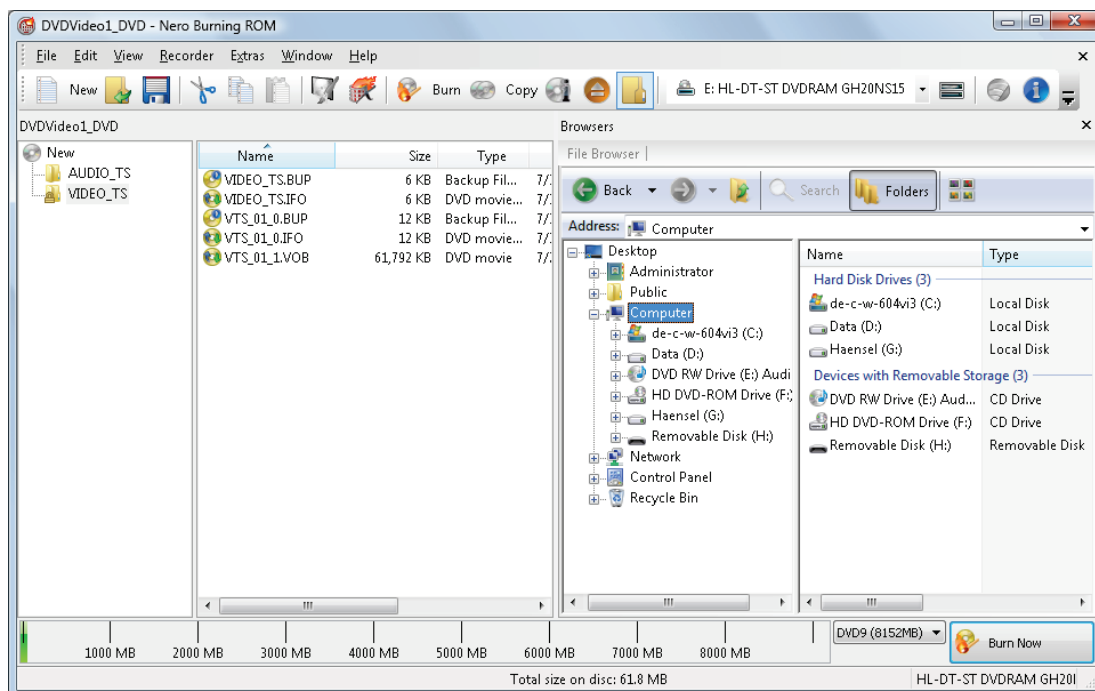 DVDVideo1_DVD - Nero Burning ROM
File Edit View Recorder Extras Window Help
New Burn Copy E: HL-DT-ST DVDRAM GH20NS15
DVDVideo1_DVD
New
AUDIO_TS
VIDEO_TS
Name Size Type
VIDEO_TS.BUP 6 KB Backup Fil... 7/
VIDEO_TS.IFO 6 KB DVD movie... 7/
VTS_01_0.BUP 12 KB Backup Fil... 7/
VTS_01_0.IFO 12 KB DVD movie... 7/
VTS_01_1.VOB 61,792 KB DVD movie 7/
Browsers
File Browser
Back Search Folders
Address: Computer
Desktop
Administrator
Public
Computer
de-c-w-604vi3 (C:)
Data (D:)
DVD RW Drive (E:) Audi
HD DVD-ROM Drive (F:
Haensel (G:)
Removable Disk (H:)
Network
Control Panel
Recycle Bin
Name Type
Hard Disk Drives (3)
de-c-w-604vi3 (C:) Local Disk
Data (D:) Local Disk
Haensel (G:) Local Disk
Devices with Removable Storage (3)
DVD RW Drive (E:) Aud... CD Drive
HD DVD-ROM Drive (F:) CD Drive
Removable Disk (H:) Removable Disk
1000 MB 2000 MB 3000 MB 4000 MB 5000 MB 6000 MB 7000 MB 8000 MB
DVD9 (8152MB)
Burn Now
Total size on disc: 61.8 MB
HL-DT-ST DVDRAM GH20I